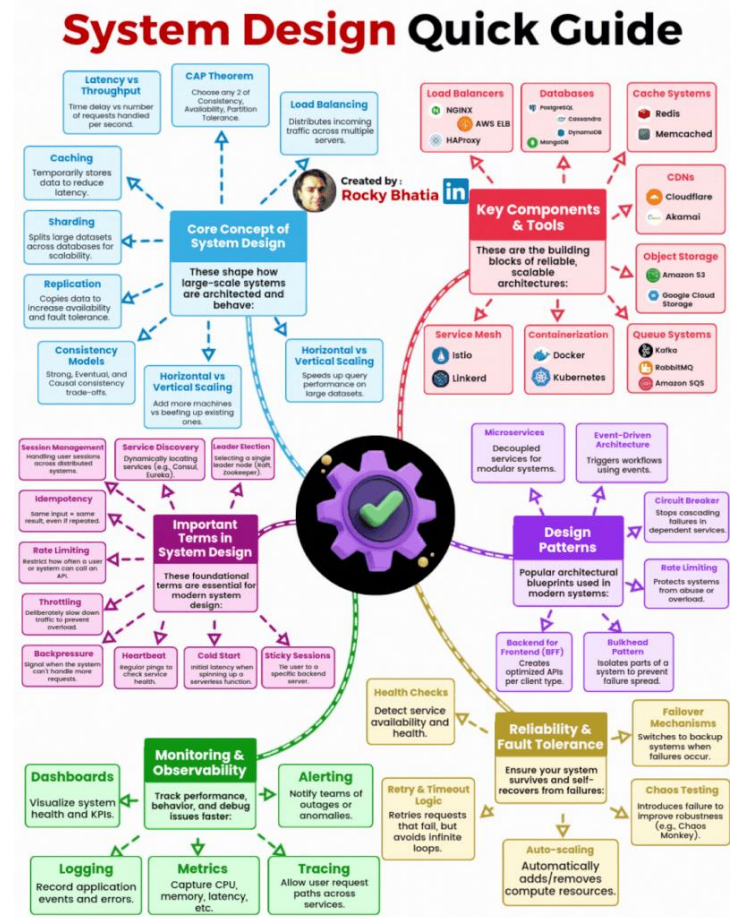 System Design Quick Guide
Latency vs
Throughput
Time delay vs number
of requests handled
per second.
CAP Theorem
Choose any 2 of
Consistency,
Availability, Partition
Tolerance.
Load Balancing
Distributes incoming
traffic across multiple
servers.
Caching
Temporarily stores
data to reduce
latency.
Sharding
Splits large datasets
across databases for
scalability.
Replication
Copies data to
increase availability
and fault tolerance.
Consistency
Models
Strong, Eventual, and
Causal consistency
trade-offs.
Horizontal vs
Vertical Scaling
Add more machines
vs beefing up existing
ones.
Horizontal vs
Vertical Scaling
Speeds up query
performance on
large datasets.
Core Concept of
System Design
These shape how
large-scale systems
are architected and
behave:
Created by :
Rocky Bhatia
in
Load Balancers
NGINX
AWS ELB
HAProxy
Databases
PostgreSQL
Cassandra
DynamoDB
MongoDB
Cache Systems
Redis
Memcached
CDNs
Cloudflare
Akamai
Object Storage
Amazon S3
Google Cloud
Storage
Key Components
& Tools
These are the building
blocks of reliable,
scalable
architectures:
Service Mesh
Istio
Linkerd
Containerization
Docker
Kubernetes
Queue Systems
Kafka
RabbitMQ
Amazon SQS
Session Management
Handling user sessions
across distributed
systems.
Service Discovery
Dynamically locating
services (e.g., Consul,
Eureka).
Leader Election
Selecting a single
leader node (Raft,
Zookeeper).
Idempotency
Same input = same
result, even if repeated.
Rate Limiting
Restrict how often a user
or system can call an
API.
Throttling
Deliberately slow down
traffic to prevent
overload.
Backpressure
Signal when the system
can't handle more
requests.
Heartbeat
Regular pings to
check service
health.
Cold Start
Initial latency when
spinning up a
serverless function.
Sticky Sessions
Tie user to a
specific backend
server.
Important
Terms in
System Design
These foundational
terms are essential for
modern system
design:
Microservices
Decoupled
services for
modular systems.
Event-Driven
Architecture
Triggers workflows
using events.
Circuit Breaker
Stops cascading
failures in
dependent services.
Rate Limiting
Protects systems
from abuse or
overload.
Design
Patterns
Popular architectural
blueprints used in
modern systems:
Backend for
Frontend (BFF)
Creates
optimized APIs
per client type.
Bulkhead
Pattern
Isolates parts of a
system to prevent
failure spread.
Health Checks
Detect service
availability and
health.
Reliability &
Fault Tolerance
Ensure your system
survives and self-
recovers from failures:
Failover
Mechanisms
Switches to backup
systems when
failures occur.
Retry & Timeout
Logic
Retries requests
that fail, but
avoids infinite
loops.
Auto-scaling
Automatically
adds/removes
compute resources.
Chaos Testing
Introduces failure to
improve robustness
(e.g., Chaos
Monkey).
Monitoring &
Observability
Track performance,
behavior, and debug
issues faster:
Dashboards
Visualize system
health and KPIs.
Alerting
Notify teams of
outages or
anomalies.
Logging
Record application
events and errors.
Metrics
Capture CPU,
memory, latency,
etc.
Tracing
Allow user request
paths across
services.